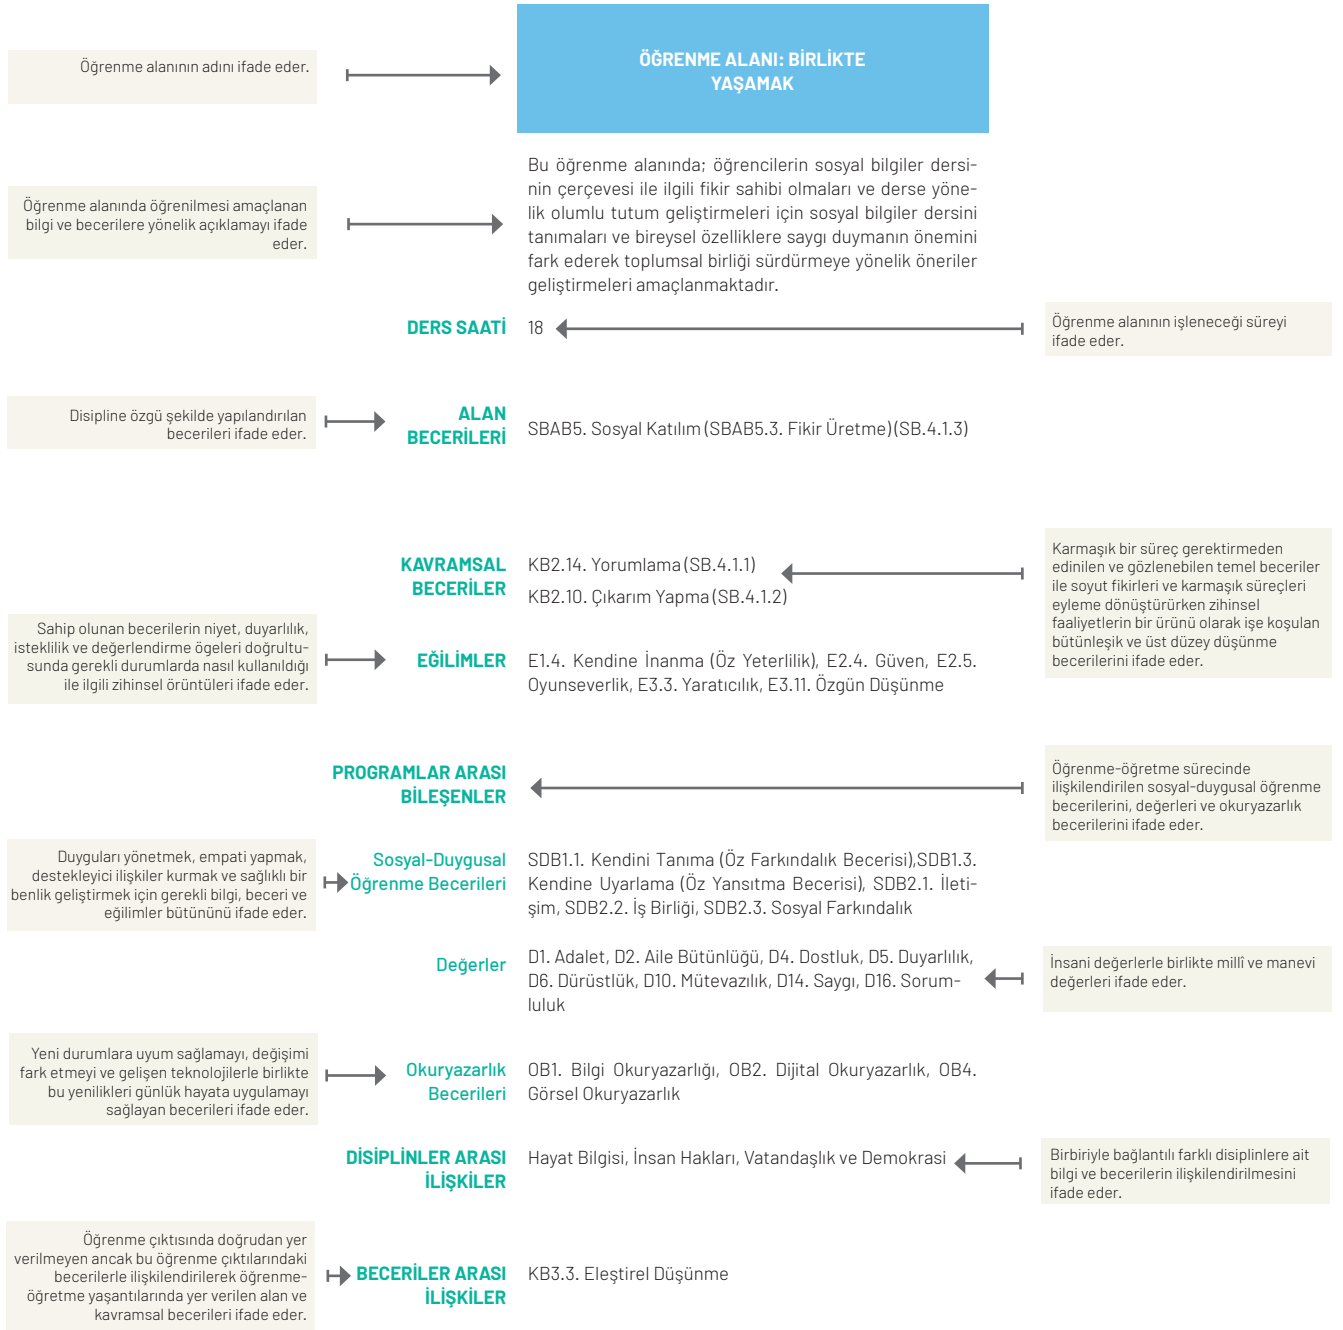 Öğrenme alanının adını ifade eder.
ÖĞRENME ALANI: BİRLİKTE
YAŞAMAK
Öğrenme alanında öğrenilmesi amaçlanan
bilgi ve becerilere yönelik açıklamayı ifade
eder.
Bu öğrenme alanında; öğrencilerin sosyal bilgiler dersi-
nin çerçevesi ile ilgili fikir sahibi olmaları ve derse yöne-
lik olumlu tutum geliştirmeleri için sosyal bilgiler dersini
tanımaları ve bireysel özelliklere saygı duymanın önemini
fark ederek toplumsal birliği sürdürmeye yönelik öneriler
geliştirmeleri amaçlanmaktadır.
DERS SAATİ
18
Öğrenme alanının işleneceği süreyi
ifade eder.
Disipline özgü şekilde yapılandırılan
becerileri ifade eder.
ALAN
BECERİLERİ
SBAB5. Sosyal Katılım (SBAB5.3. Fikir Üretme) (SB.4.1.3)
KAVRAMSAL
BECERİLER
KB2.14. Yorumlama (SB.4.1.1)
KB2.10. Çıkarım Yapma (SB.4.1.2)
Karmaşık bir süreç gerektirmeden
edinilen ve gözlenebilen temel beceriler
ile soyut fikirleri ve karmaşık süreçleri
eyleme dönüştürürken zihinsel
faaliyetlerin bir ürünü olarak işe koşulan
bütünleşik ve üst düzey düşünme
becerilerini ifade eder.
Sahip olunan becerilerin niyet, duyarlılık,
isteklilik ve değerlendirme ögeleri doğrultu-
sunda gerekli durumlarda nasıl kullanıldığı
ile ilgili zihinsel örüntüleri ifade eder.
EĞİLİMLER
E1.4. Kendine İnanma (Öz Yeterlilik), E2.4. Güven, E2.5.
Oyunseverlik, E3.3. Yaratıcılık, E3.11. Özgün Düşünme
PROGRAMLAR ARASI
BİLEŞENLER
Öğrenme-öğretme sürecinde
ilişkilendirilen sosyal-duygusal öğrenme
becerilerini, değerleri ve okuryazarlık
becerilerini ifade eder.
Duyguları yönetmek, empati yapmak,
destekleyici ilişkiler kurmak ve sağlıklı bir
benlik geliştirmek için gerekli bilgi, beceri ve
eğilimler bütününü ifade eder.
Sosyal-Duygusal
Öğrenme Becerileri
SDB1.1. Kendini Tanıma (Öz Farkındalık Becerisi),SDB1.3.
Kendine Uyarlama (Öz Yansıtma Becerisi), SDB2.1. İleti-
şim, SDB2.2. İş Birliği, SDB2.3. Sosyal Farkındalık
Değerler
D1. Adalet, D2. Aile Bütünlüğü, D4. Dostluk, D5. Duyarlılık,
D6. Dürüstlük, D10. Mütevazılık, D14. Saygı, D16. Sorum-
luluk
İnsani değerlerle birlikte millî ve manevi
değerleri ifade eder.
Yeni durumlara uyum sağlamayı, değişimi
fark etmeyi ve gelişen teknolojilerle birlikte
bu yenilikleri günlük hayata uygulamayı
sağlayan becerileri ifade eder.
Okuryazarlık
Becerileri
OB1. Bilgi Okuryazarlığı, OB2. Dijital Okuryazarlık, OB4.
Görsel Okuryazarlık
DİSİPLİNLER ARASI
İLİŞKİLER
Hayat Bilgisi, İnsan Hakları, Vatandaşlık ve Demokrasi
Birbiriyle bağlantılı farklı disiplinlere ait
bilgi ve becerilerin ilişkilendirilmesini
ifade eder.
Öğrenme çıktısında doğrudan yer
verilmeyen ancak bu öğrenme çıktılarındaki
becerilerle ilişkilendirilerek öğrenme-
öğretme yaşantılarında yer verilen alan ve
kavramsal becerileri ifade eder.
BECERİLER ARASI
İLİŞKİLER
KB3.3. Eleştirel Düşünme